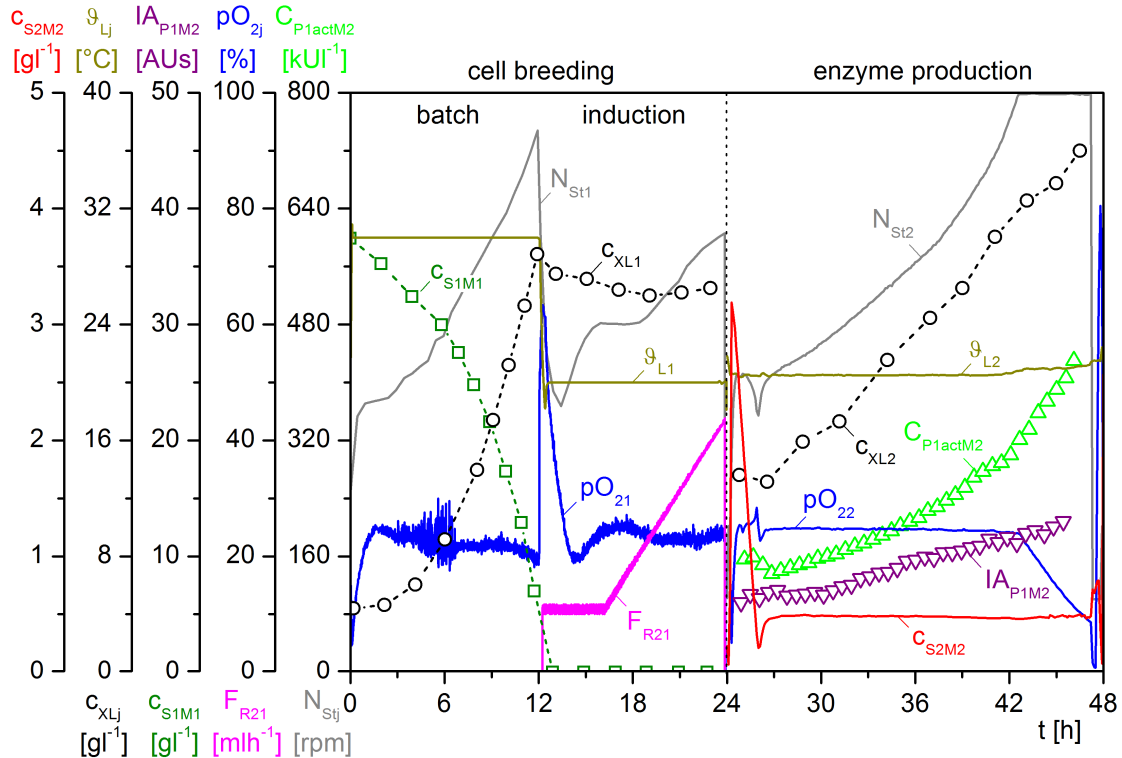 cS2M2 ϑLj IAP1M2 pO2j CP1actM2
[gl-1] [°C] [AUs] [%] [kUl-1]
cell breeding enzyme production
5 40 50 100 800
batch induction
NSt1
4 32 40 80 640
NSt2
cXL1
cS1M1
3 24 30 60 480
ϑL1 ϑL2
2 16 20 40 320
CP1actM2
cXL2
pO21 pO22
1 8 10 20 160
IAP1M2
FR21
cS2M2
0 0 0 0 0
0 6 12 18 24 30 36 42 48
cXLj cS1M1 FR21 NStj
t [h]
[gl-1] [gl-1] [mlh-1] [rpm]